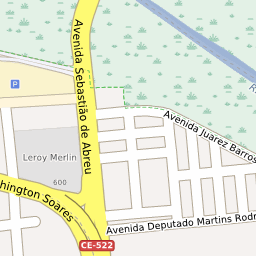 Avenida Sebastião de Abreu
P
Avenida Juarez Barros
Leroy Merlin
600
hington Soares
Avenida Deputado Martins Rodr
CE-522